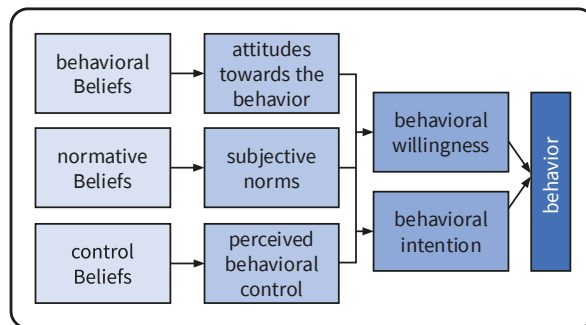 behavioral
Beliefs
attitudes
towards the
behavior
normative
Beliefs
subjective
norms
control
Beliefs
perceived
behavioral
control
behavioral
willingness
behavioral
intention
behavior